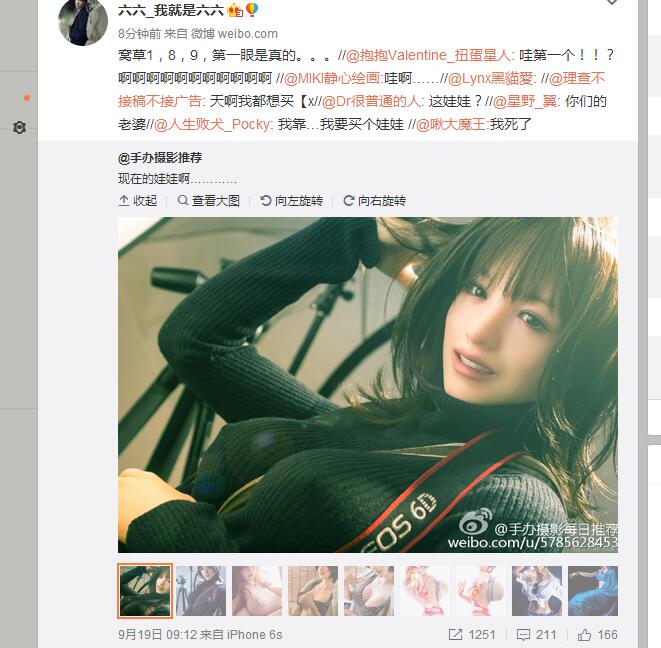 六六_我就是六六
8分钟前 来自 微博 weibo.com
窝草1，8，9，第一眼是真的。。。//@抱抱Valentine_扭蛋星人: 哇第一个！！？
啊啊啊啊啊啊啊啊啊啊啊 //@MIKI静心绘画:哇啊……//@Lynx黑貓愛: //@理查不
接稿不接广告: 天啊我都想买【x//@Dr很普通的人: 这娃娃？//@星野_翼: 你们的
老婆//@人生败犬_Pocky: 我靠…我要买个娃娃 //@啾大魔王:我死了
@手办摄影推荐
现在的娃娃啊…………
收起 查看大图 向左旋转 向右旋转
EOS 6D
@手办摄影每日推荐
weibo.com/u/5785628453
9月19日 09:12 来自 iPhone 6s 1251 211 166